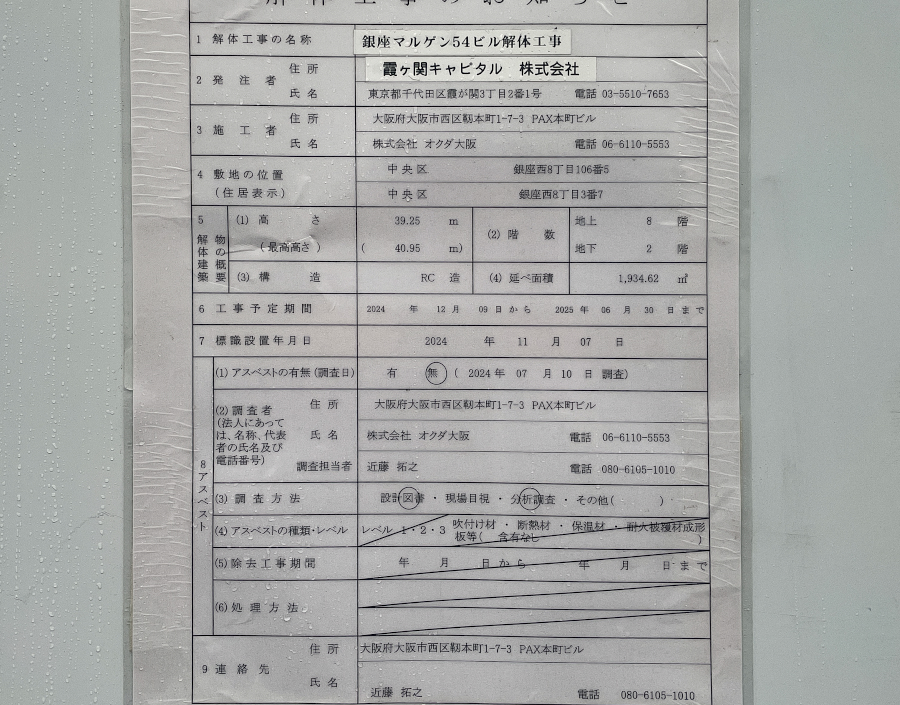 解体工事のお知らせ
1 解体工事の名称 銀座マルゲン54ビル解体工事
2 発注者 住所 霞ヶ関キャピタル 株式会社
氏名 東京都千代田区霞が関3丁目2番1号 電話 03-5510-7653
3 施工者 住所 大阪府大阪市西区靱本町1-7-3 PAX本町ビル
氏名 株式会社 オクダ大阪 電話 06-6110-5553
4 敷地の位置 中央区 銀座西8丁目106番5
(住居表示) 中央区 銀座西8丁目3番7
5 解体建築物の概要
(1) 高さ 39.25 m
(最高高さ) ( 40.95 m)
(2) 階数 地上 8 階
地下 2 階
(3) 構造 RC 造 (4) 延べ面積 1,934.62 ㎡
6 工事予定期間 2024 年 12 月 09 日から 2025 年 06 月 30 日まで
7 標識設置年月日 2024 年 11 月 07 日
8 アスベスト
(1) アスベストの有無(調査日) 有 無 ( 2024 年 07 月 10 日 調査)
(2) 調査者
(法人にあって
は、名称、代表
者の氏名及び
電話番号)
住所 大阪府大阪市西区靱本町1-7-3 PAX本町ビル
氏名 株式会社 オクダ大阪 電話 06-6110-5553
調査担当者 近藤 拓之 電話 080-6105-1010
(3) 調査方法 設計図書 ・ 現場目視 ・ 分析調査 ・ その他( )
(4) アスベストの種類・レベル レベル 1・2・3 吹付け材 ・ 断熱材 ・ 保温材 ・ 耐火被覆材成形
板等( 含有なし )
(5) 除去工事期間 年 月 日から 年 月 日まで
(6) 処理方法
9 連絡先 住所 大阪府大阪市西区靱本町1-7-3 PAX本町ビル
氏名 近藤 拓之 電話 080-6105-1010